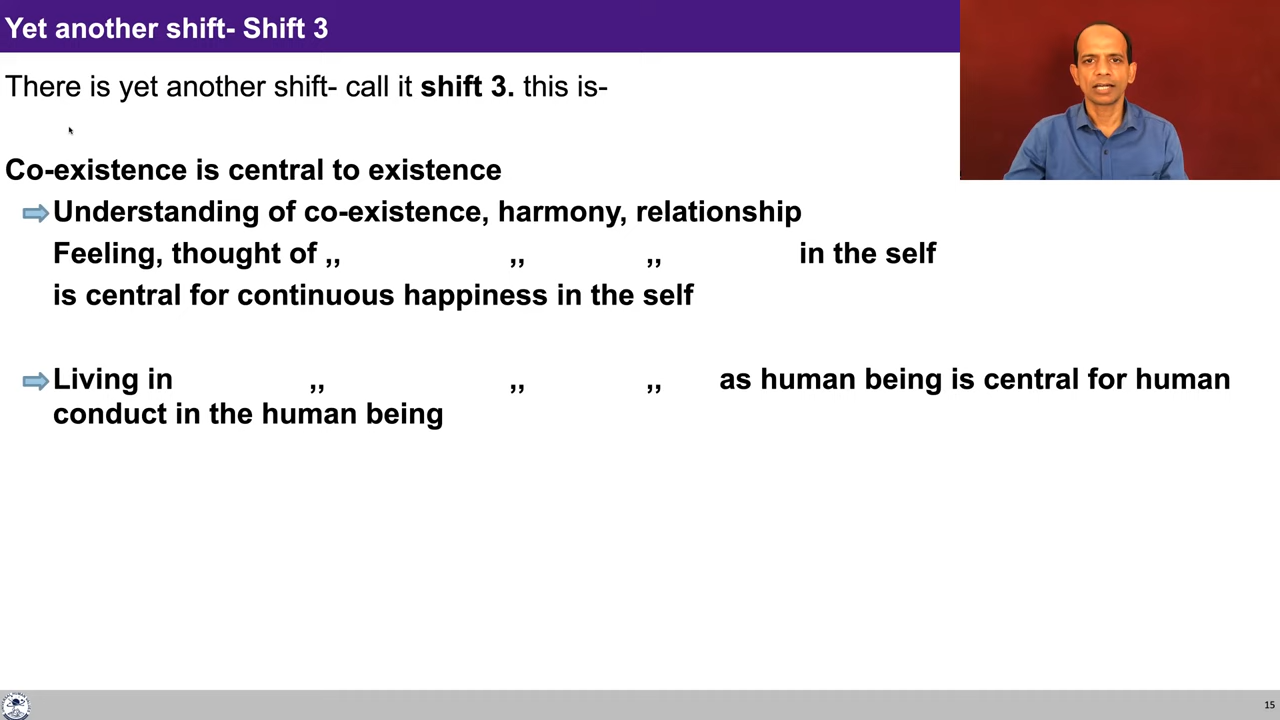 Yet another shift- Shift 3
There is yet another shift- call it shift 3. this is-
Co-existence is central to existence
Understanding of co-existence, harmony, relationship
Feeling, thought of ,, ,, ,, in the self
is central for continuous happiness in the self
Living in ,, ,, ,, as human being is central for human
conduct in the human being
15